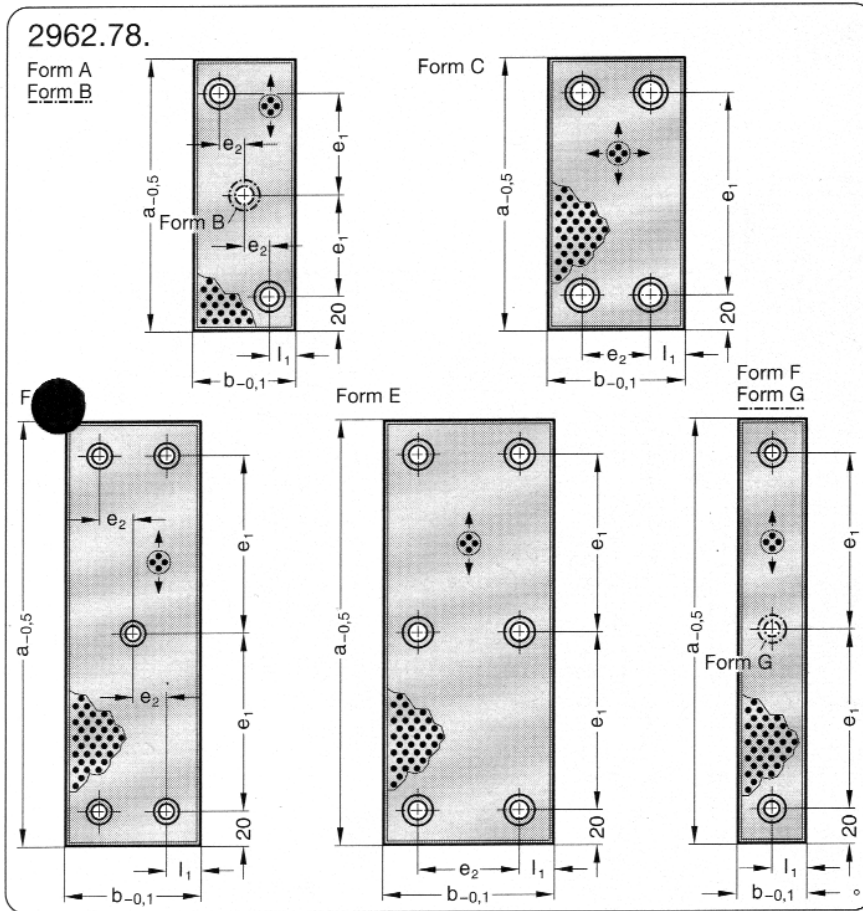 2962.78.
Form A
Form B
Form C
a-0,5
e2
e1
Form B
e2
e1
20
l1
b-0,1
a-0,5
e1
e2
l1
20
b-0,1
F
Form E
Form F
Form G
a-0,5
e2
e1
e2
e1
20
l1
b-0,1
a-0,5
e1
e1
20
e2
l1
b-0,1
a-0,5
e1
Form G
e1
20
l1
b-0,1